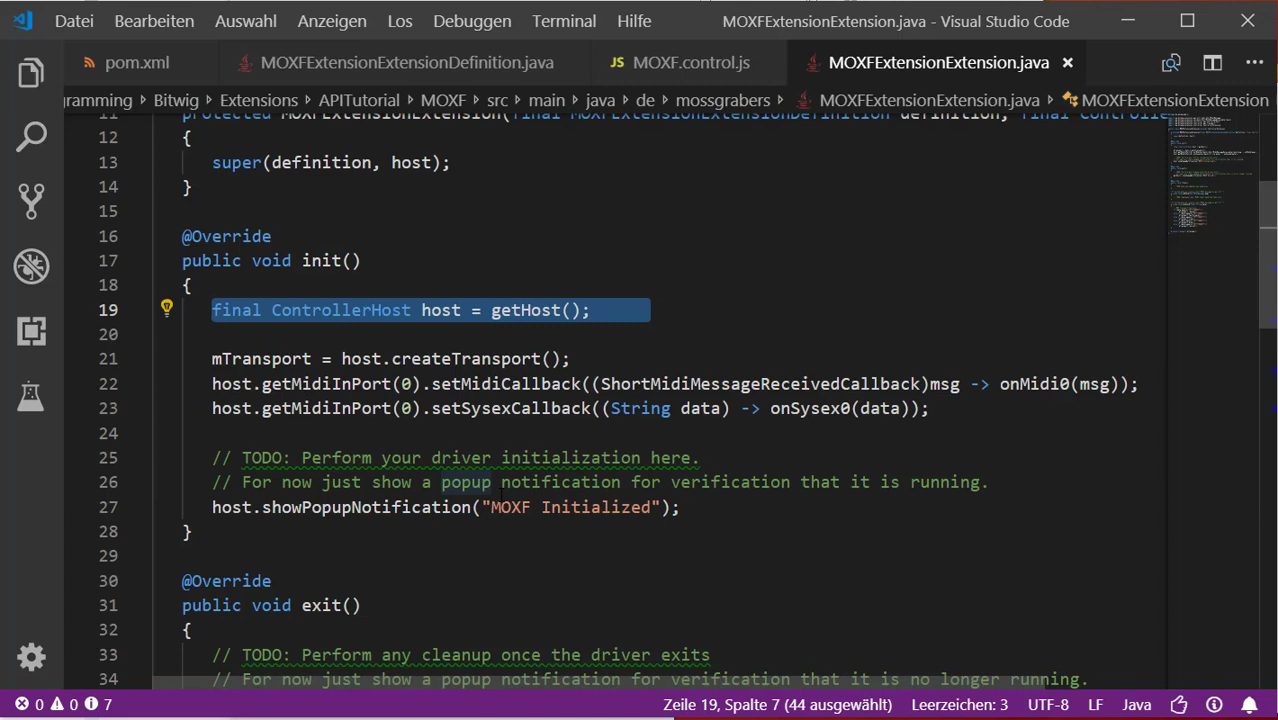 Datei Bearbeiten Auswahl Anzeigen Los Debuggen Terminal Hilfe MOXFExtensionExtension.java - Visual Studio Code
pom.xml MOXFExtensionExtensionDefinition.java JS MOXF.control.js MOXFExtensionExtension.java
gramming › Bitwig › Extensions › APITutorial › MOXF › src › main › java › de › mossgrabers › MOXFExtensionExtension.java › MOXFExtensionExtension
11 protected MOXFExtensionExtension(final MOXFExtensionExtensionDefinition definition, final Controlle
12 {
13 super(definition, host);
14 }
15
16 @Override
17 public void init()
18 {
19 final ControllerHost host = getHost();
20
21 mTransport = host.createTransport();
22 host.getMidiInPort(0).setMidiCallback((ShortMidiMessageReceivedCallback)msg -> onMidi0(msg));
23 host.getMidiInPort(0).setSysexCallback((String data) -> onSysex0(data));
24
25 // TODO: Perform your driver initialization here.
26 // For now just show a popup notification for verification that it is running.
27 host.showPopupNotification("MOXF Initialized");
28 }
29
30 @Override
31 public void exit()
32 {
33 // TODO: Perform any cleanup once the driver exits
34 // For now just show a popup notification for verification that it is no longer running.
0 0 7 Zeile 19, Spalte 7 (44 ausgewählt) Leerzeichen: 3 UTF-8 LF Java